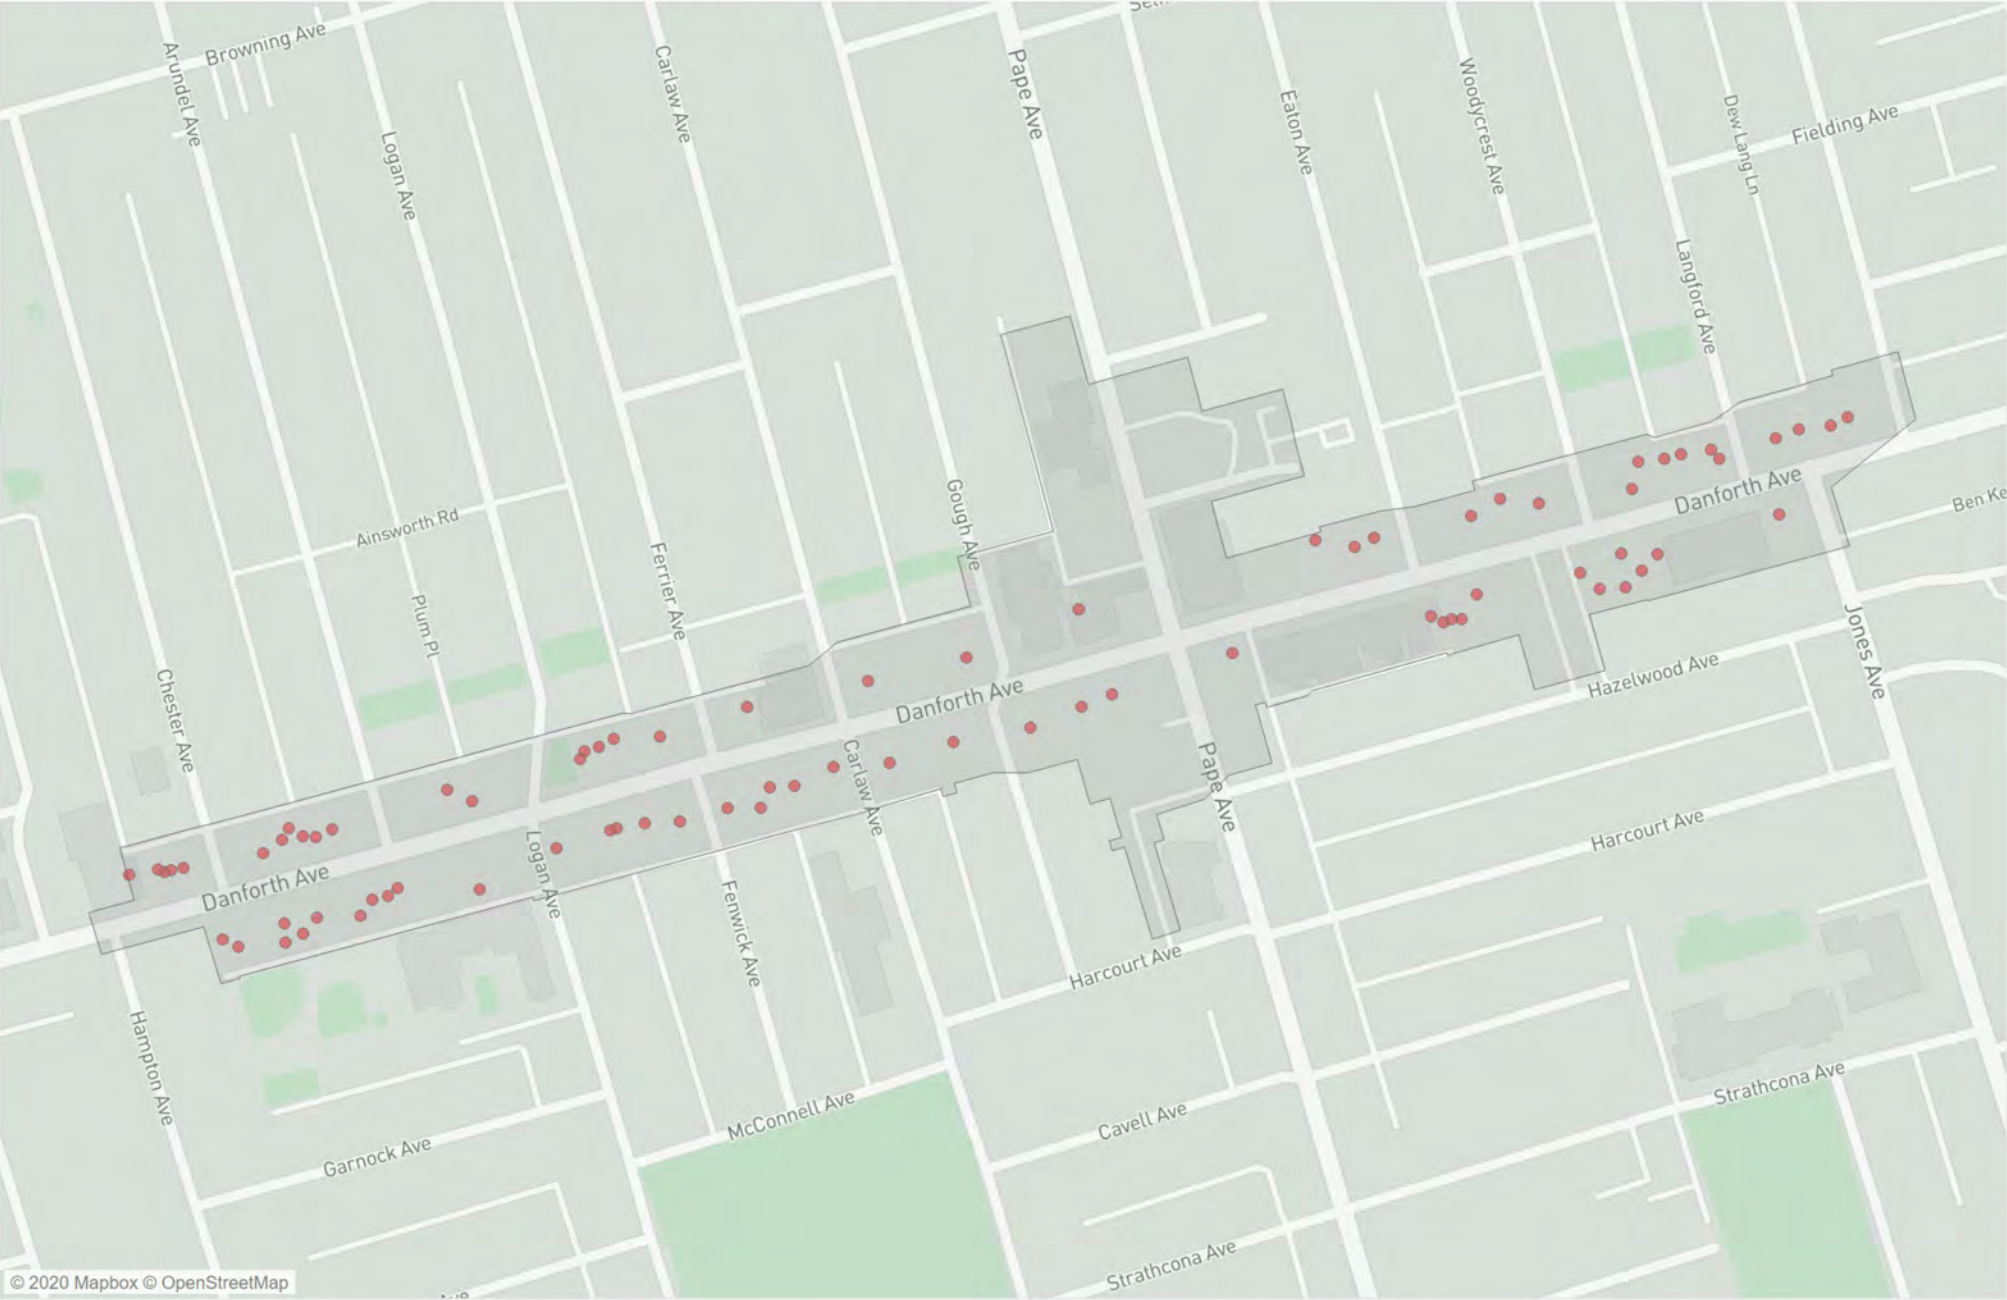 Browning Ave
Arundel Ave
Logan Ave
Carlaw Ave
Pape Ave
Eaton Ave
Woodycrest Ave
Dew Lang Ln
Fielding Ave
Langford Ave
Ainsworth Rd
Gough Ave
Danforth Ave
Ben Ke
Plum Pl
Ferrier Ave
Chester Ave
Danforth Ave
Jones Ave
Hazelwood Ave
Carlaw Ave
Pape Ave
Danforth Ave
Logan Ave
Fenwick Ave
Harcourt Ave
Harcourt Ave
Hampton Ave
McConnell Ave
Cavell Ave
Strathcona Ave
Garnock Ave
Strathcona Ave
© 2020 Mapbox © OpenStreetMap